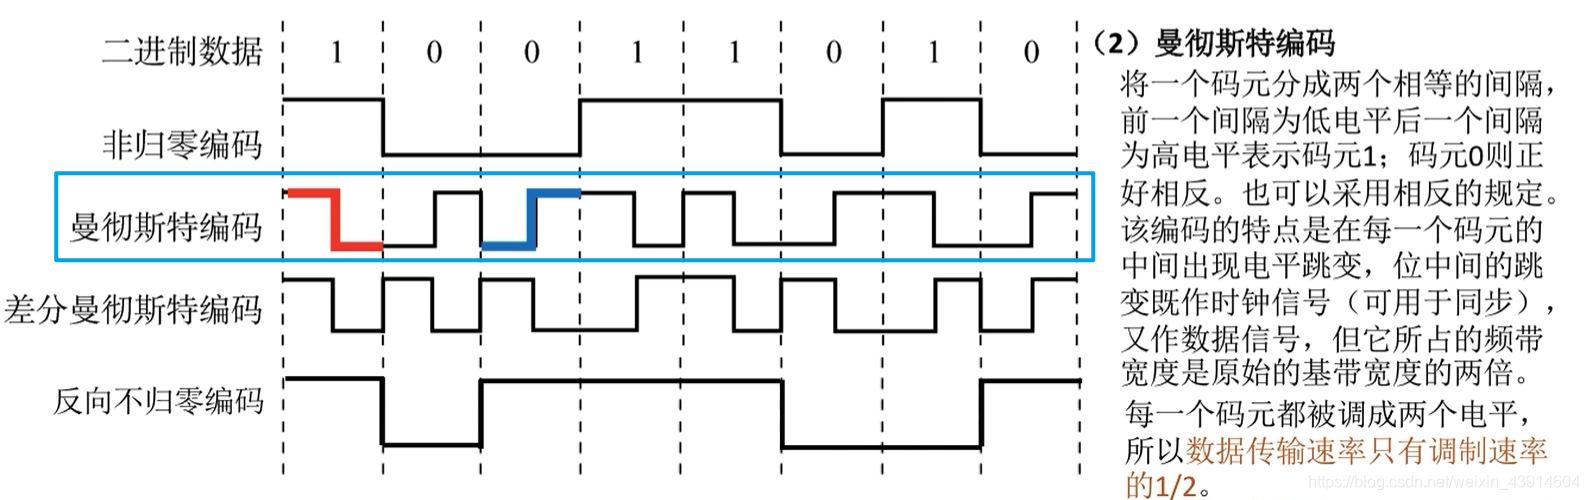 二进制数据 1 0 0 1 1 0 1 0
非归零编码
曼彻斯特编码
差分曼彻斯特编码
反向不归零编码
（2）曼彻斯特编码
将一个码元分成两个相等的间隔，
前一个间隔为低电平后一个间隔
为高电平表示码元1；码元0则正
好相反。也可以采用相反的规定。
该编码的特点是在每一个码元的
中间出现电平跳变，位中间的跳
变既作时钟信号（可用于同步），
又作数据信号，但它所占的频带
宽度是原始的基带宽度的两倍。
每一个码元都被调成两个电平，
所以数据传输速率只有调制速率
的1/2。
https://blog.csdn.net/weixin_43914604